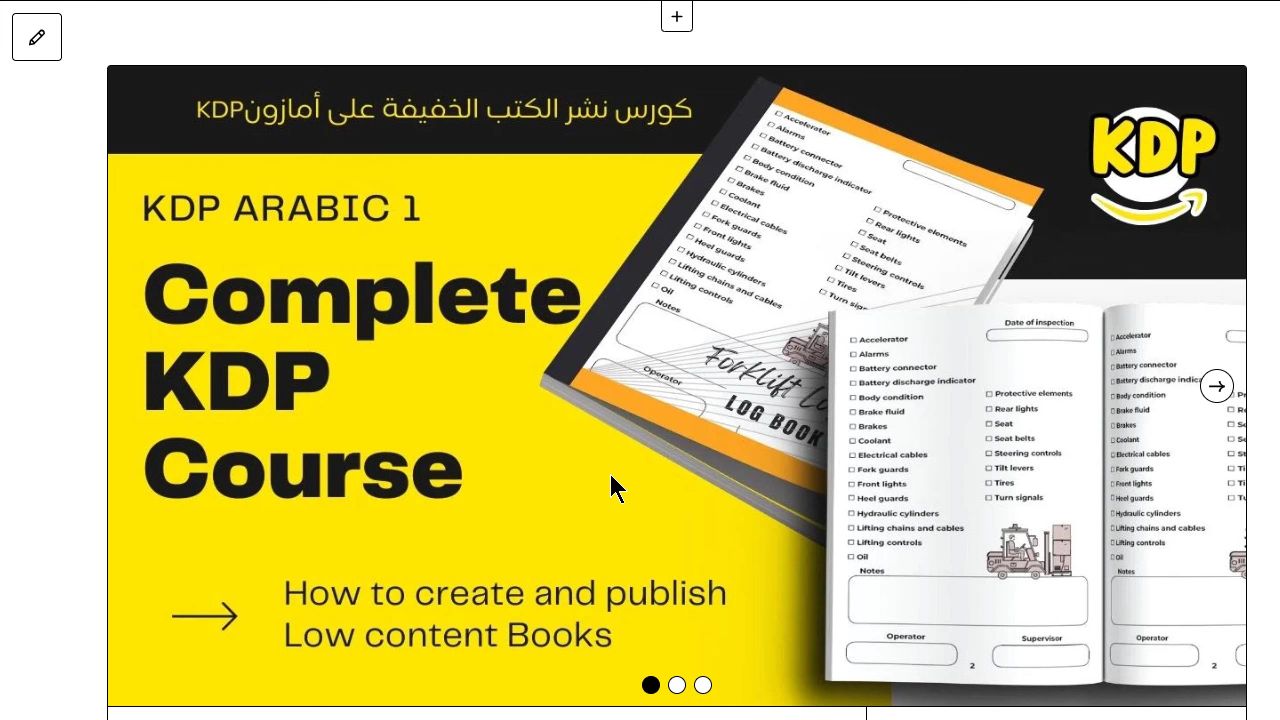 كورس نشر الكتب الخفيفة على أمازونKDP
KDP
KDP ARABIC 1
Complete
KDP
Course
How to create and publish
Low content Books
Accelerator
Alarms
Battery connector
Battery discharge indicator
Body condition
Brake fluid
Brakes
Coolant
Electrical cables
Fork guards
Front lights
Heel guards
Hydraulic cylinders
Lifting chains and cables
Lifting controls
Oil
Protective elements
Rear lights
Seat
Seat belts
Steering controls
Tilt levers
Tires
Notes
Operator
Forklift
LOG BOOK
Date of inspection
Accelerator
Alarms
Battery connector
Battery discharge indicator
Body condition
Brake fluid
Brakes
Coolant
Electrical cables
Fork guards
Front lights
Heel guards
Hydraulic cylinders
Lifting chains and cables
Lifting controls
Oil
Protective elements
Rear lights
Seat
Seat belts
Steering controls
Tilt levers
Tires
Turn signals
Notes
Operator
Supervisor
2
Accelerator
Alarms
Battery connector
Battery discharge
Body condition
Brake fluid
Brakes
Coolant
Electrical cables
Fork guards
Front lights
Heel guards
Hydraulic cylinders
Lifting chains and cables
Lifting controls
Oil
Notes
Operator
2